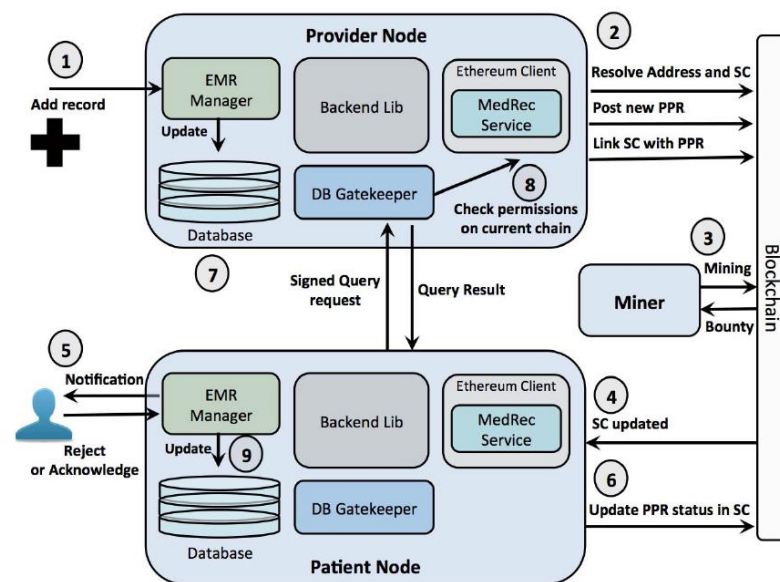 Provider Node
1
Add record
EMR
Manager
Update
Database
Backend Lib
Ethereum Client
MedRec
Service
DB Gatekeeper
8
Check permissions
on current chain
2
Resolve Address and SC
Post new PPR
Link SC with PPR
Blockchain
3
Mining
Miner
Bounty
7
Signed Query
request
Query Result
5
Notification
Reject
or Acknowledge
EMR
Manager
Update
9
Database
Backend Lib
Ethereum Client
MedRec
Service
DB Gatekeeper
Patient Node
4
SC updated
6
Update PPR status in SC